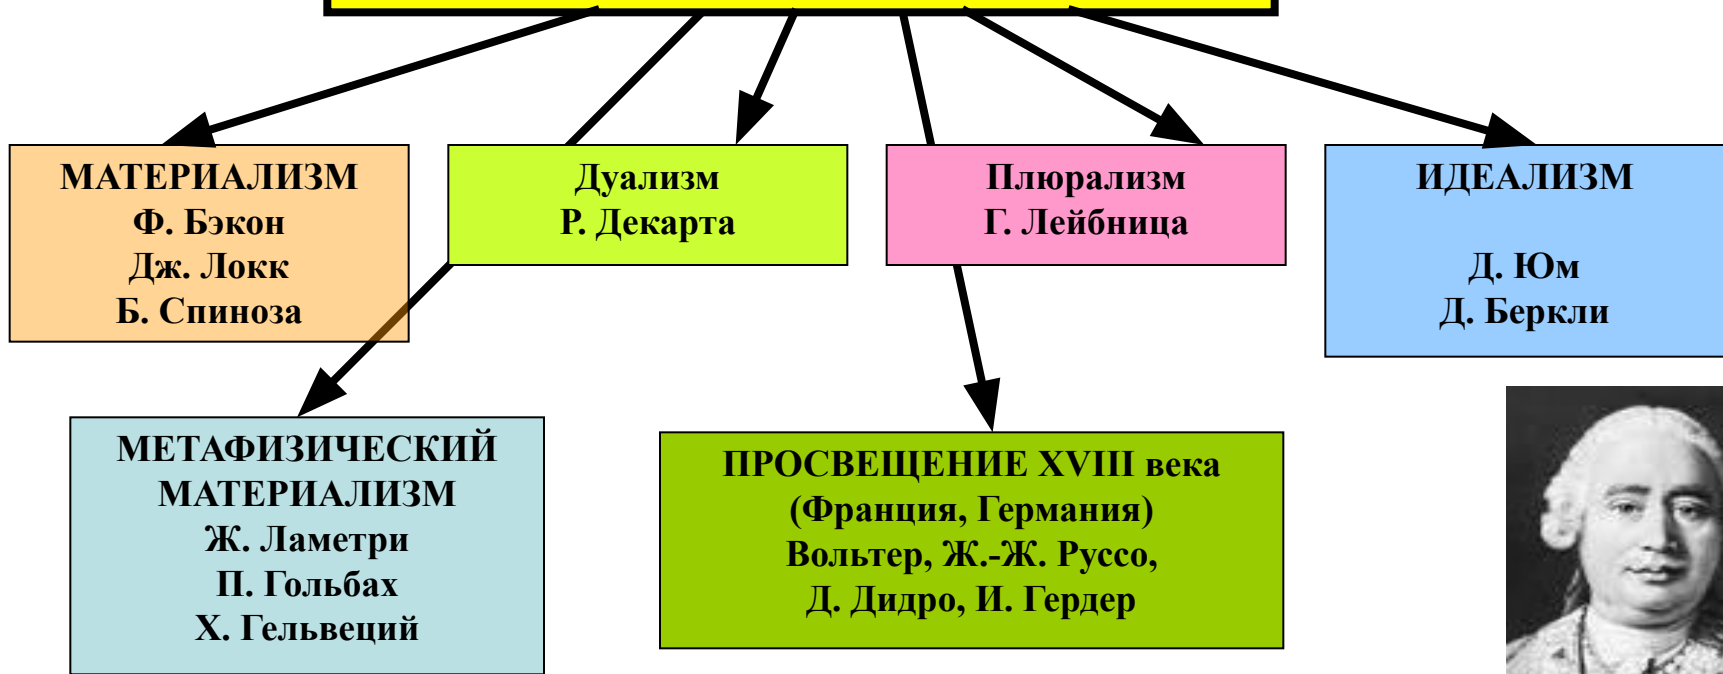 МАТЕРИАЛИЗМ
Ф. Бэкон
Дж. Локк
Б. Спиноза
Дуализм
Р. Декарта
Плюрализм
Г. Лейбница
ИДЕАЛИЗМ
Д. Юм
Д. Беркли
МЕТАФИЗИЧЕСКИЙ
МАТЕРИАЛИЗМ
Ж. Ламетри
П. Гольбах
Х. Гельвеций
ПРОСВЕЩЕНИЕ XVIII века
(Франция, Германия)
Вольтер, Ж.-Ж. Руссо,
Д. Дидро, И. Гердер